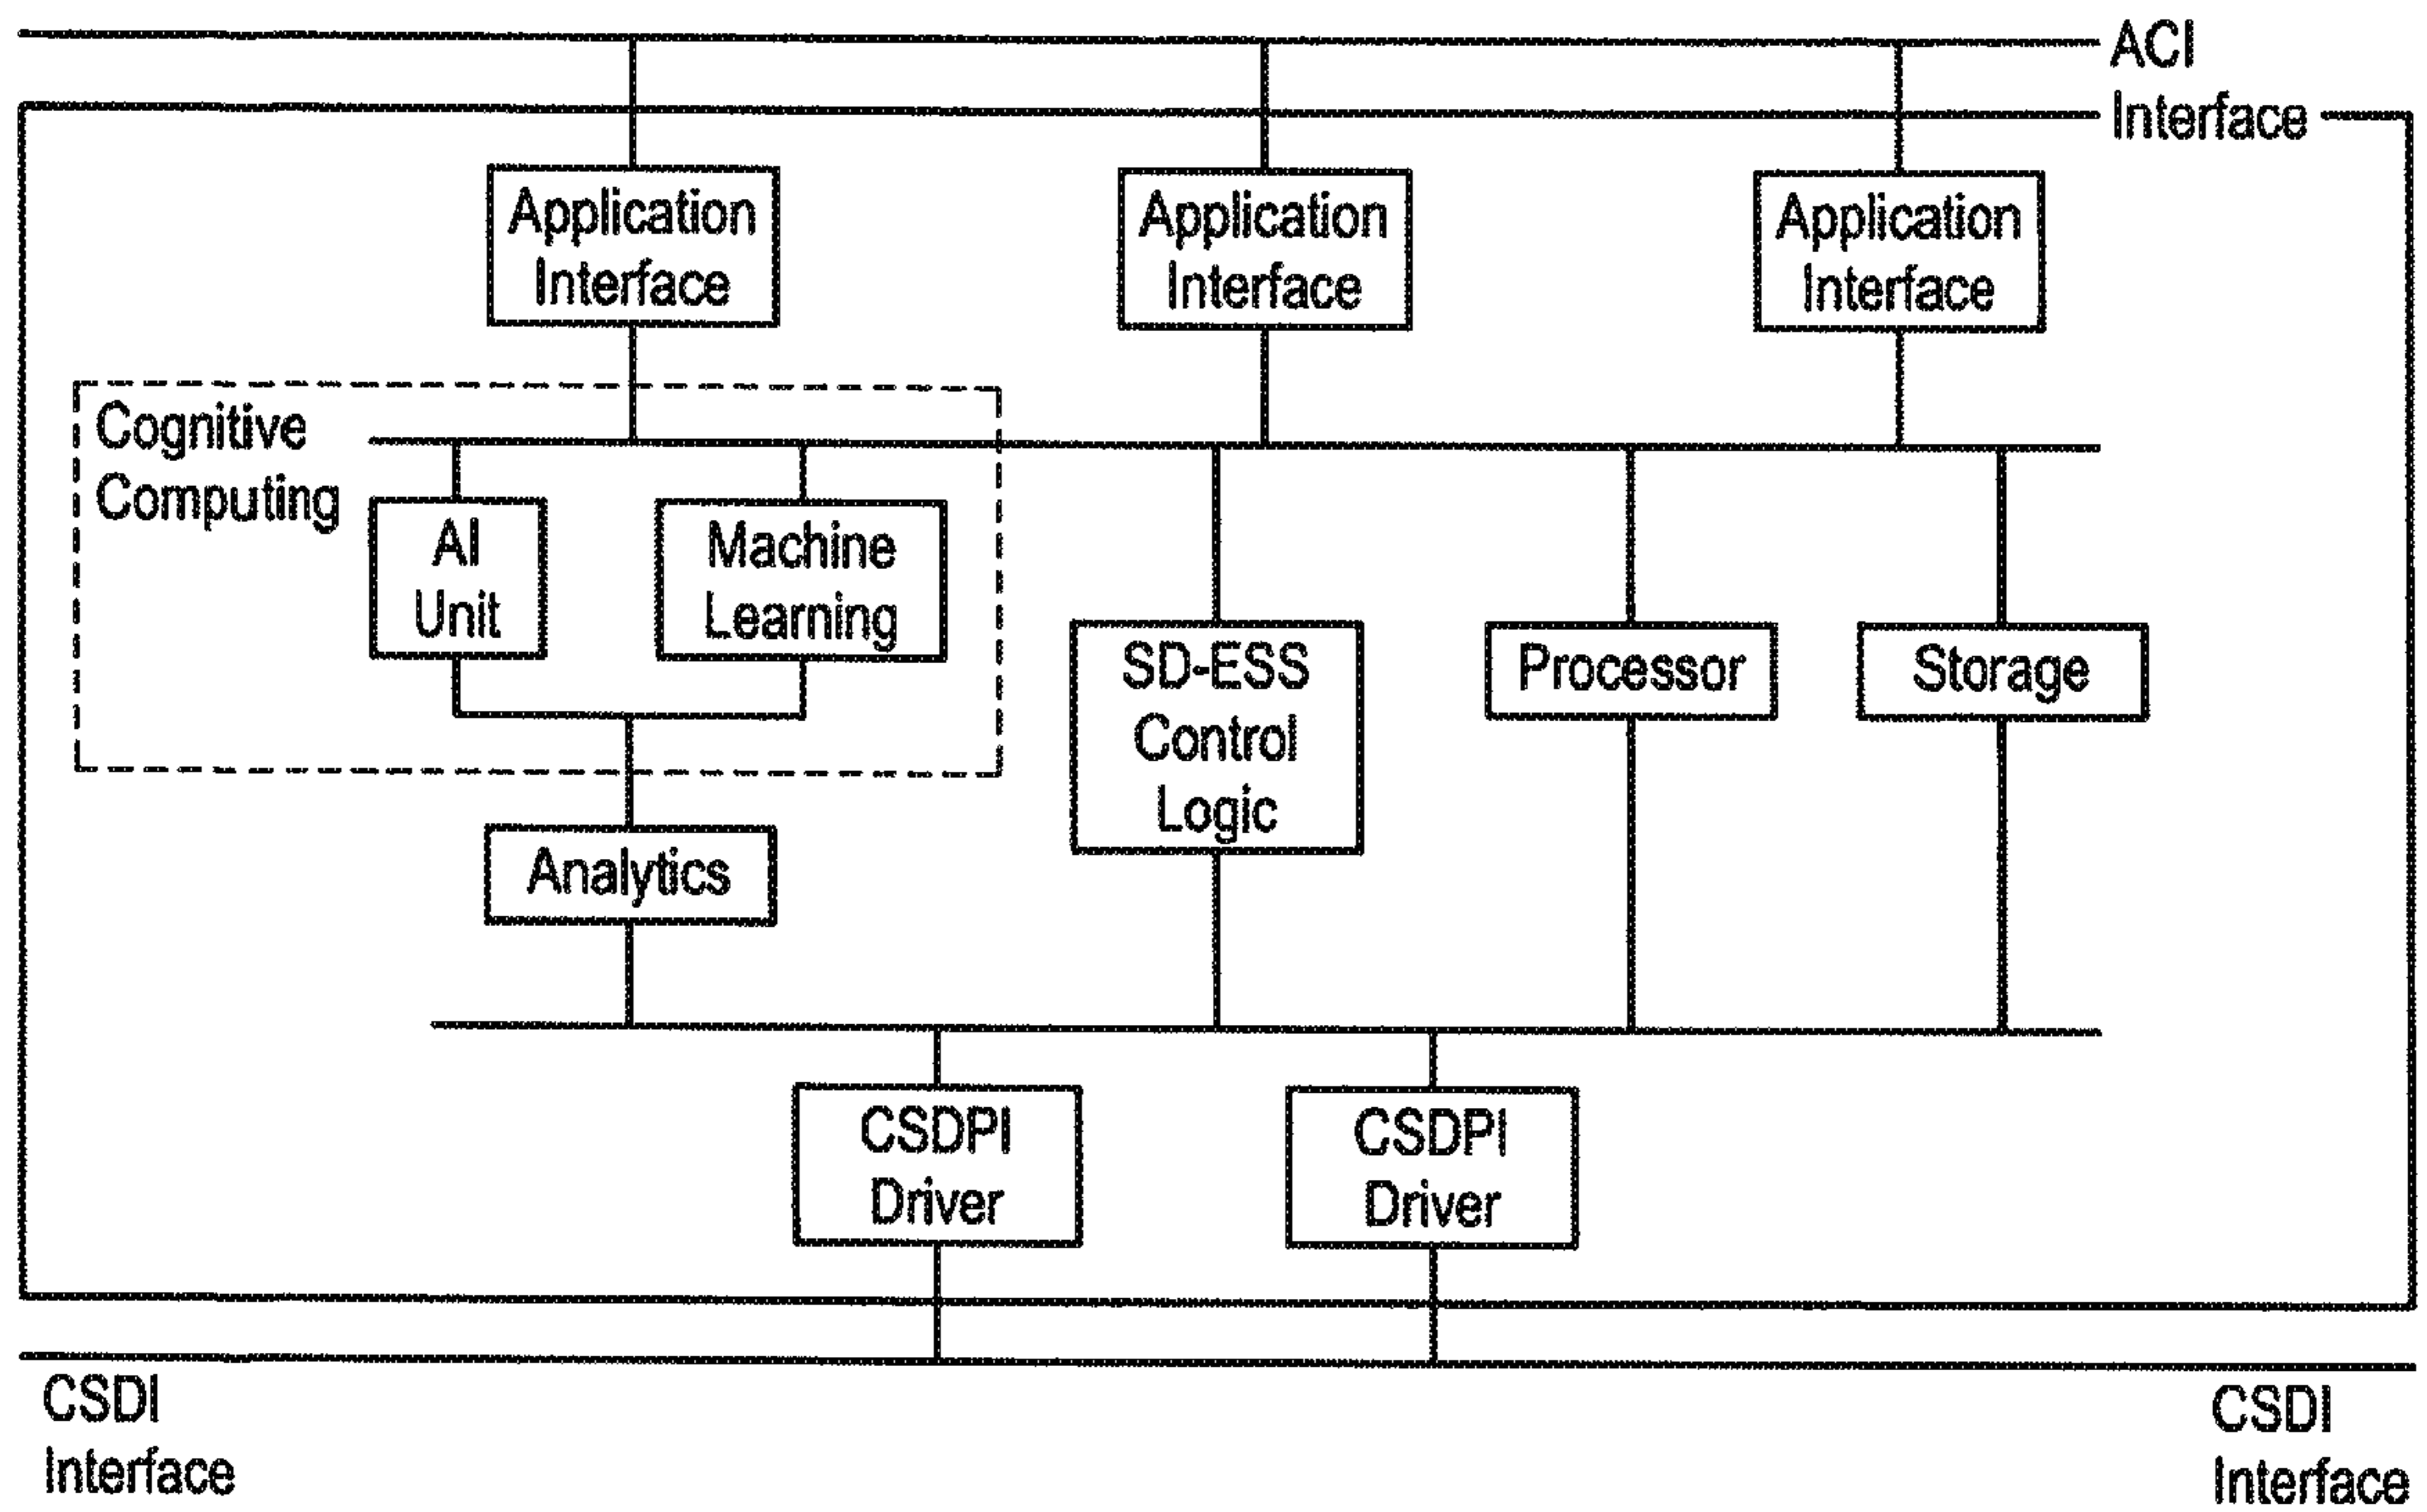 ACI
Interface
Application
Interface
Application
Interface
Application
Interface
Cognitive
Computing
AI
Unit
Machine
Learning
SD-ESS
Control
Logic
Processor
Storage
Analytics
CSDPI
Driver
CSDPI
Driver
CSDI
Interface
CSDI
Interface